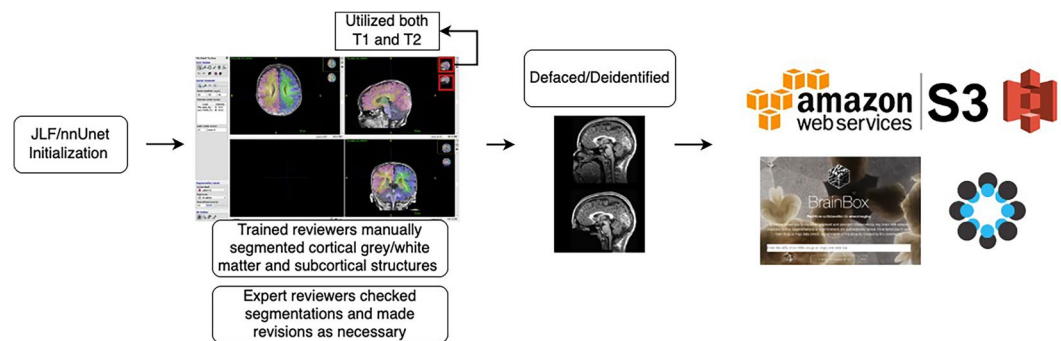 Utilized both
T1 and T2
JLF/nnUnet
Initialization
Trained reviewers manually
segmented cortical grey/white
matter and subcortical structures
Expert reviewers checked
segmentations and made
revisions as necessary
Defaced/Deidentified
amazon
web services
S3
BrainBox